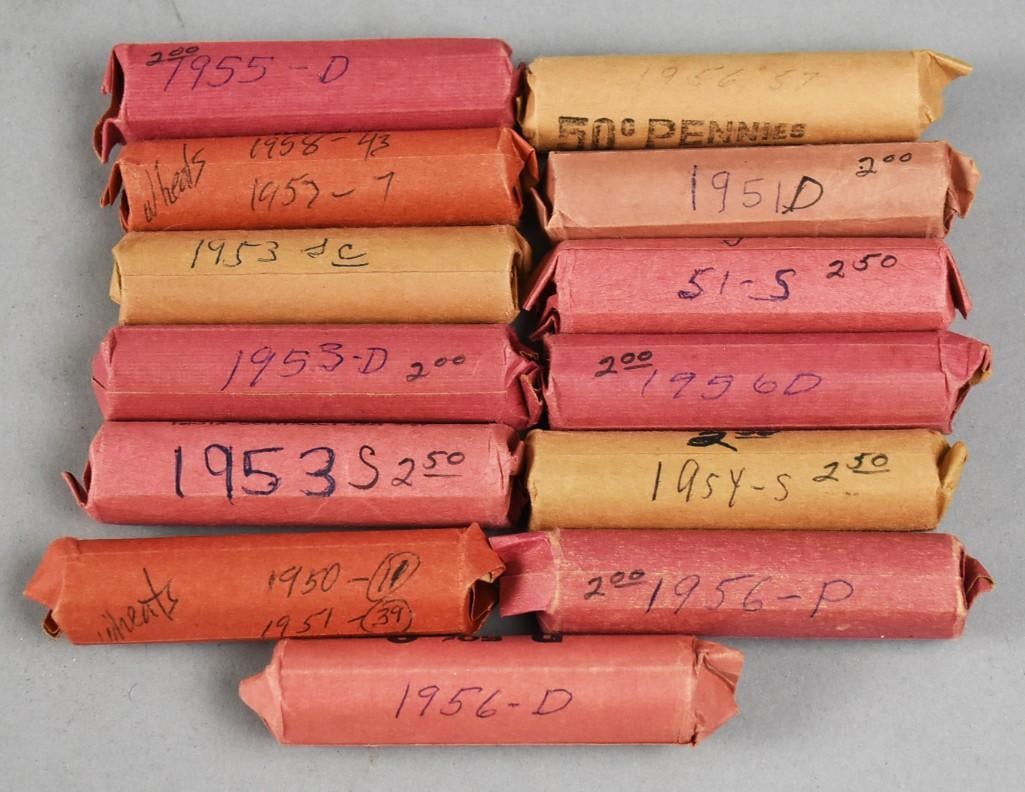 2.00
1955-D
1956 57
50¢ PENNIES
wheats
1958-43
1957-7
1951D 2.00
1953
51-S 2.50
1953-D 2.00
2.00 1956D
1953 S 2.50
1954-S 2.50
wheats
1950-11
1951-39
2.00 1956-P
1956-D